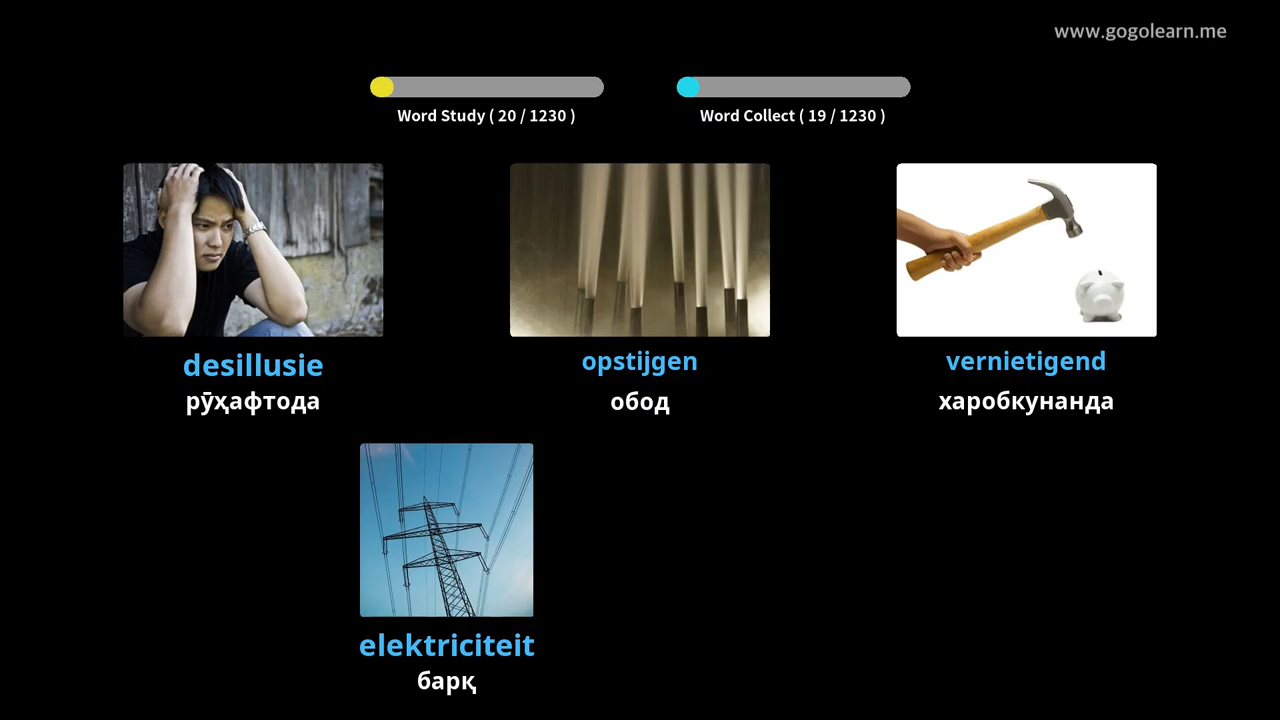 www.gogolearn.me
Word Study ( 20 / 1230 )
Word Collect ( 19 / 1230 )
desillusie
рӯҳафтода
opstijgen
обод
vernietigend
харобкунанда
elektriciteit
барқ